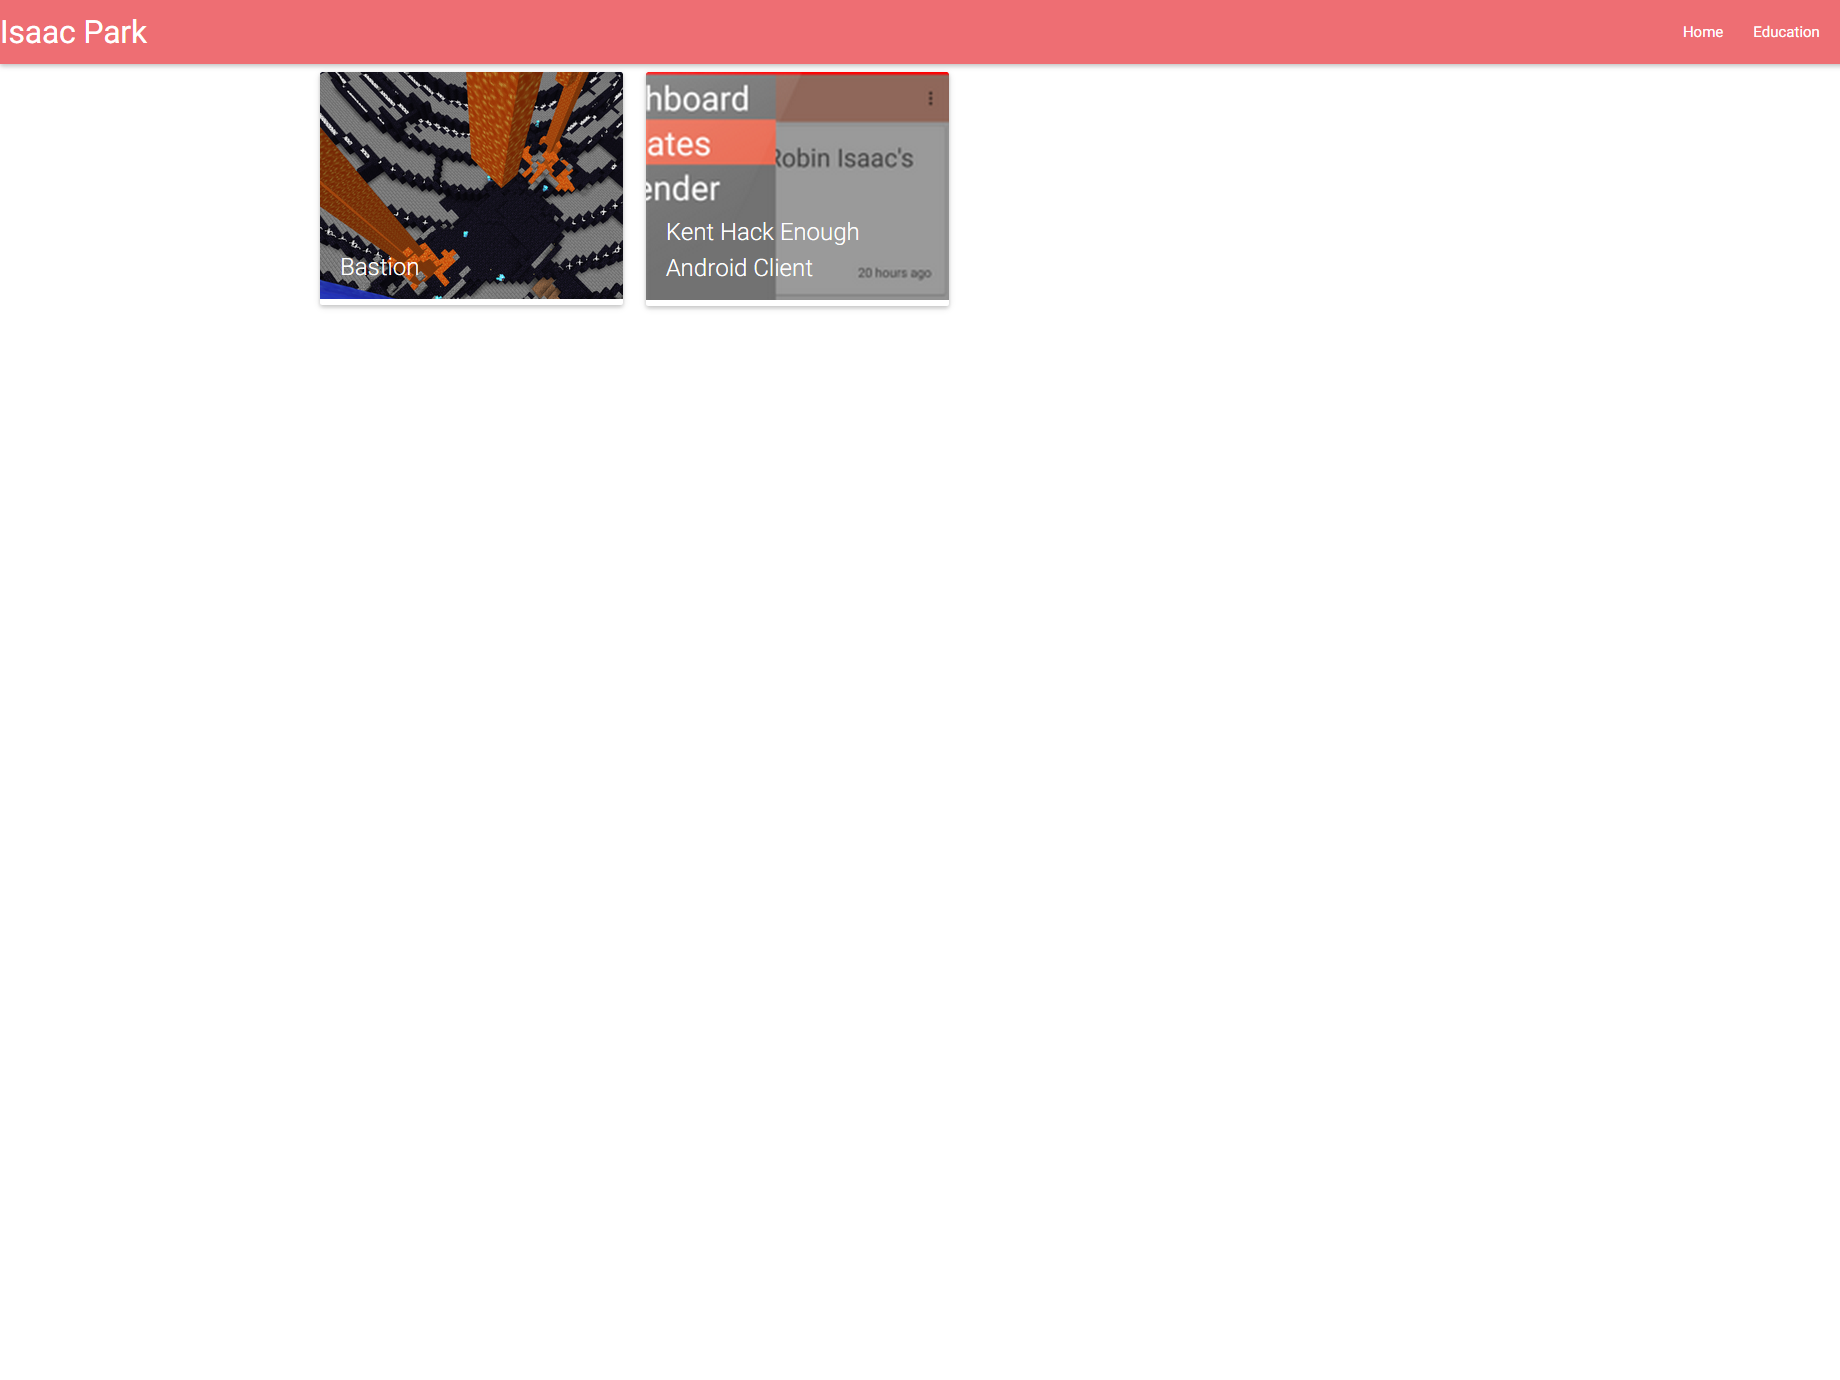 Isaac Park
Home
Education
Bastion
hboard
ates
Robin Isaac's
ender
Kent Hack Enough
Android Client
20 hours ago